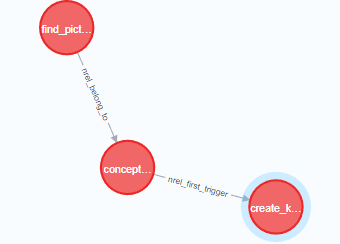 find_pict...
nrel_belong_to
concept...
nrel_first_trigger
create_k...